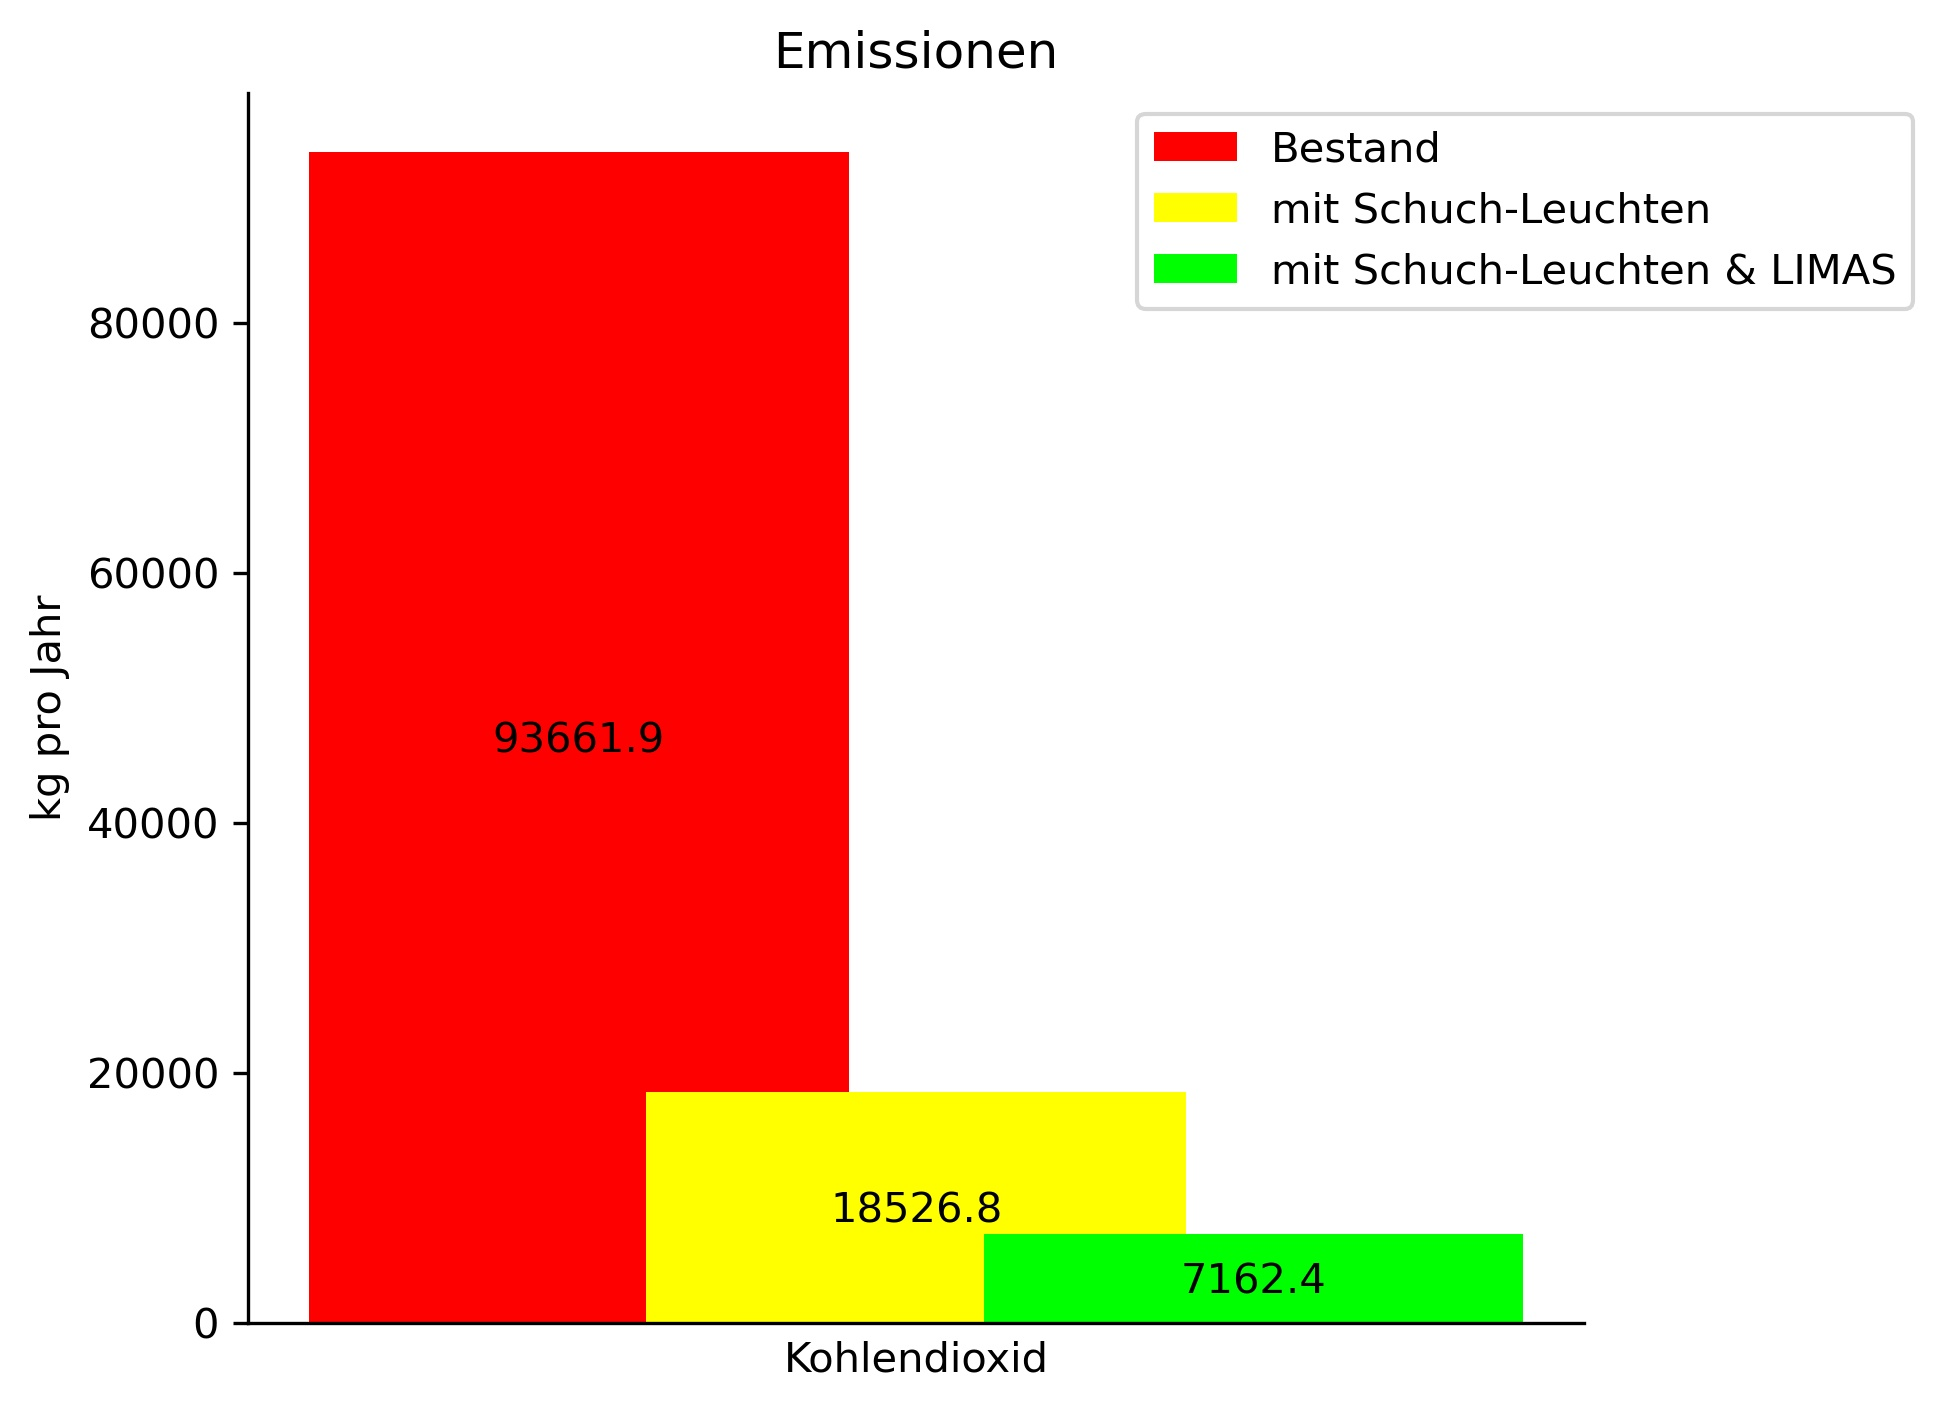 Emissionen
Bestand
mit Schuch-Leuchten
mit Schuch-Leuchten & LIMAS
80000
60000
40000
20000
0
kg pro Jahr
93661.9
18526.8
7162.4
Kohlendioxid